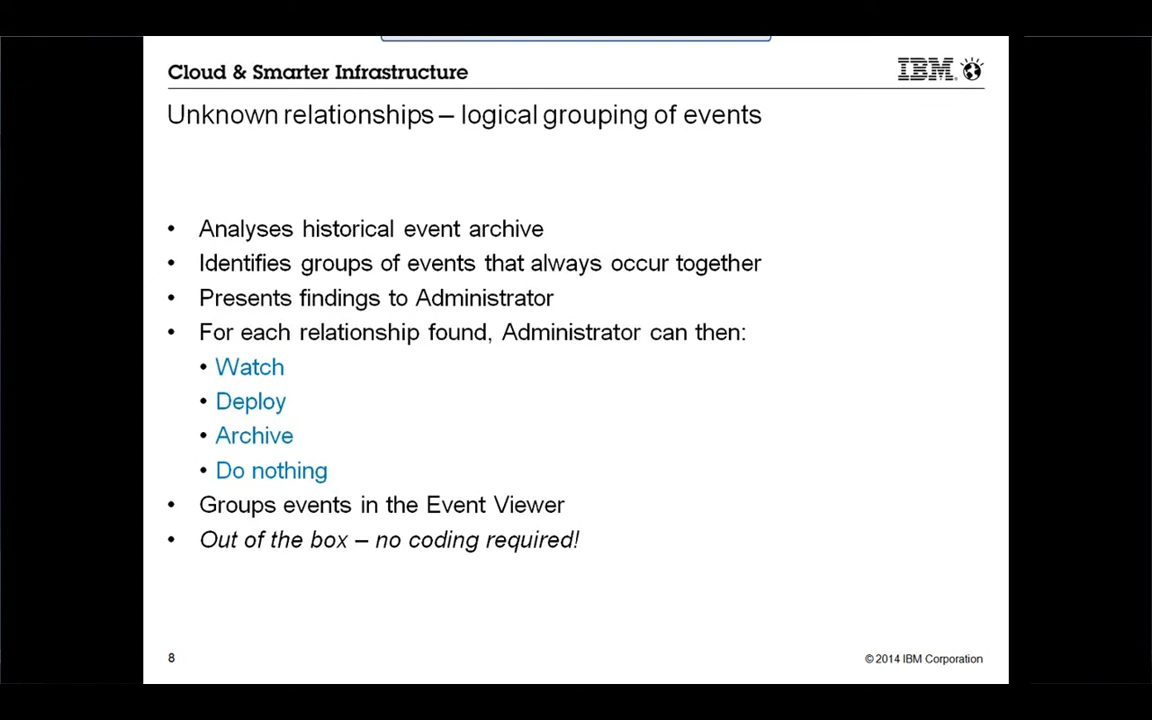 Cloud & Smarter Infrastructure
IBM®
Unknown relationships – logical grouping of events
• Analyses historical event archive
• Identifies groups of events that always occur together
• Presents findings to Administrator
• For each relationship found, Administrator can then:
• Watch
• Deploy
• Archive
• Do nothing
• Groups events in the Event Viewer
• Out of the box – no coding required!
8
© 2014 IBM Corporation